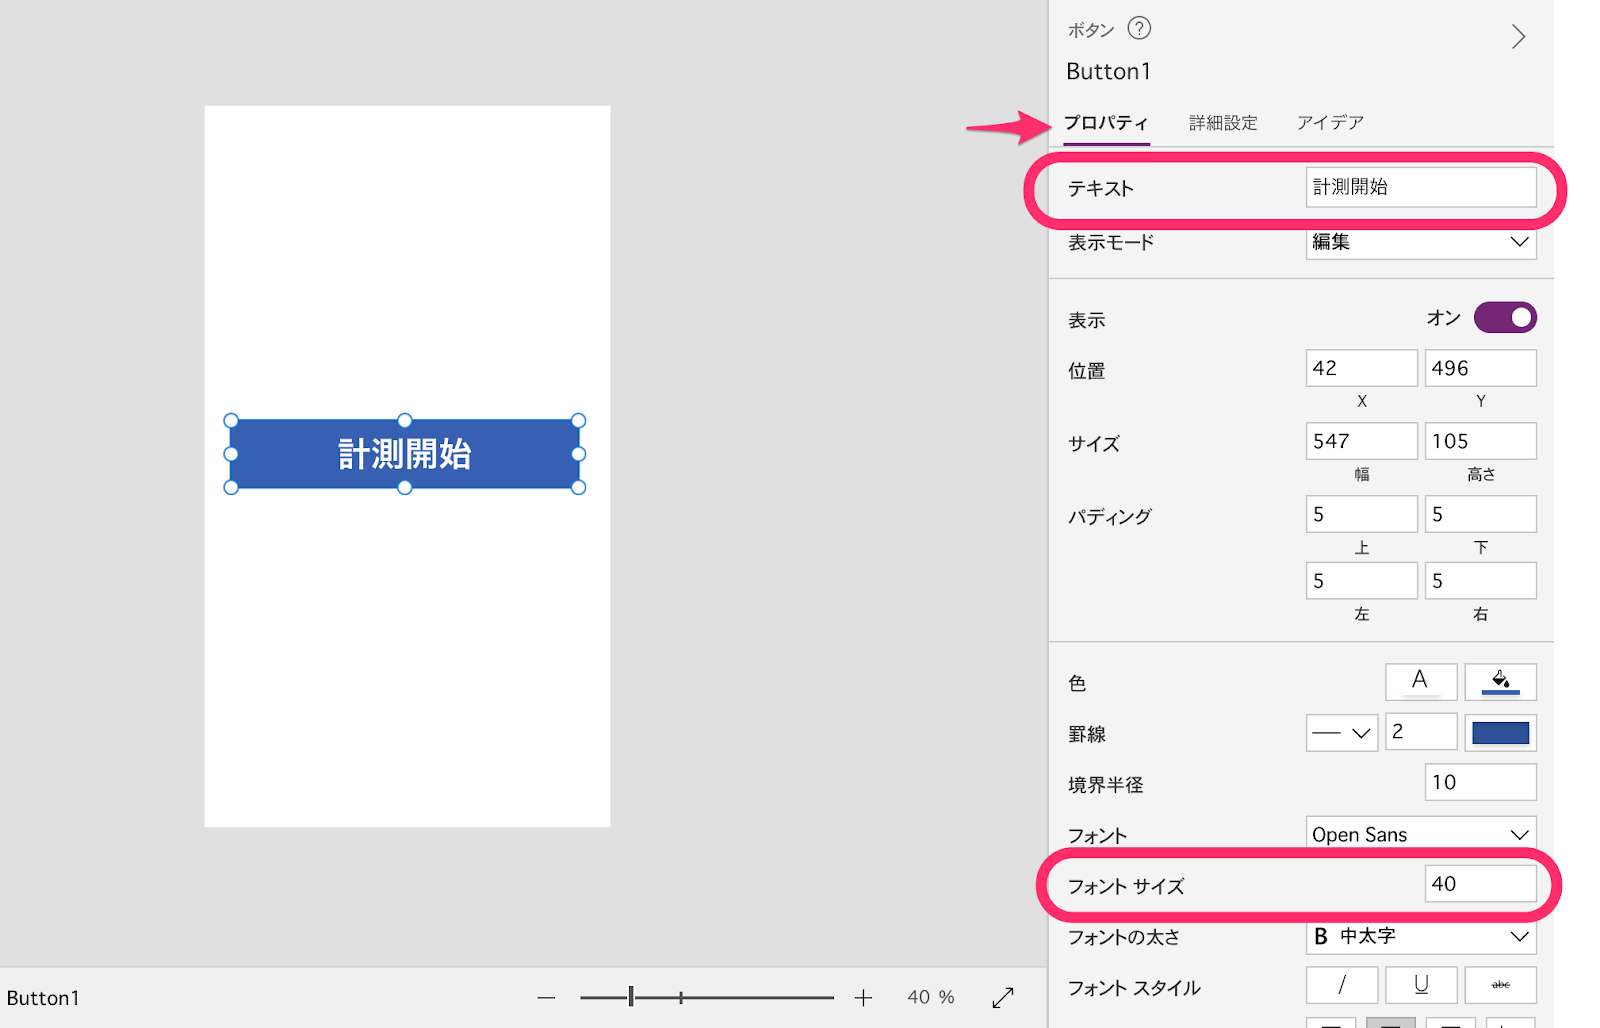 ボタン ?
Button1
プロパティ 詳細設定 アイデア
テキスト 計測開始
表示モード 編集
表示 オン
位置 42 496
X Y
サイズ 547 105
幅 高さ
パディング 5 5
上 下
5 5
左 右
色 A
罫線 2
境界半径 10
フォント Open Sans
フォント サイズ 40
フォントの太さ B 中太字
フォント スタイル / U abc
計測開始
Button1 40 %